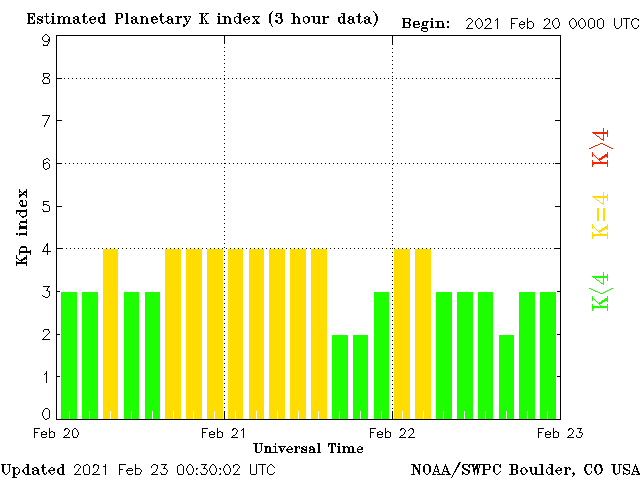 Estimated Planetary K index (3 hour data) Begin: 2021 Feb 20 0000 UTC
9
8
7
6
5
4
3
2
1
0
Kp index
K>4
K=4
K<4
Feb 20 Feb 21 Feb 22 Feb 23
Universal Time
Updated 2021 Feb 23 00:30:02 UTC NOAA/SWPC Boulder, CO USA